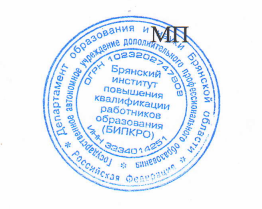 МП
Департамент образования и науки Брянской области
* Российская Федерация *
Государственное автономное учреждение дополнительного профессионального образования
ОГРН 1023202747803
Брянский
институт
повышения
квалификации
работников
образования
(БИПКРО)
ИНН 3234014251